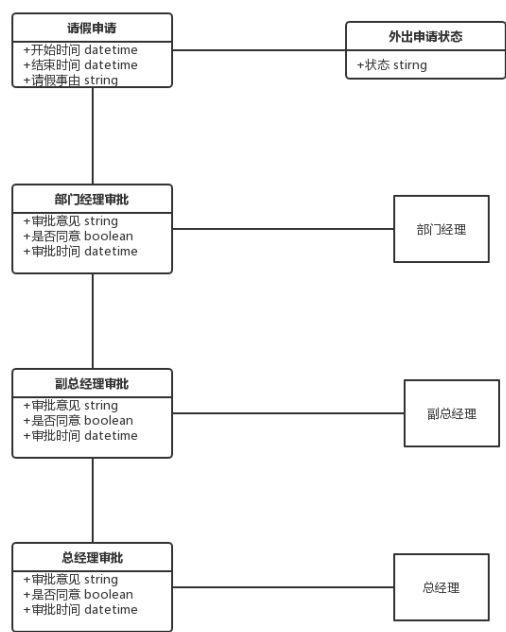 请假申请
+开始时间 datetime
+结束时间 datetime
+请假事由 string
外出申请状态
+状态 stirng
部门经理审批
+审批意见 string
+是否同意 boolean
+审批时间 datetime
部门经理
副总经理审批
+审批意见 string
+是否同意 boolean
+审批时间 datetime
副总经理
总经理审批
+审批意见 string
+是否同意 boolean
+审批时间 datetime
总经理